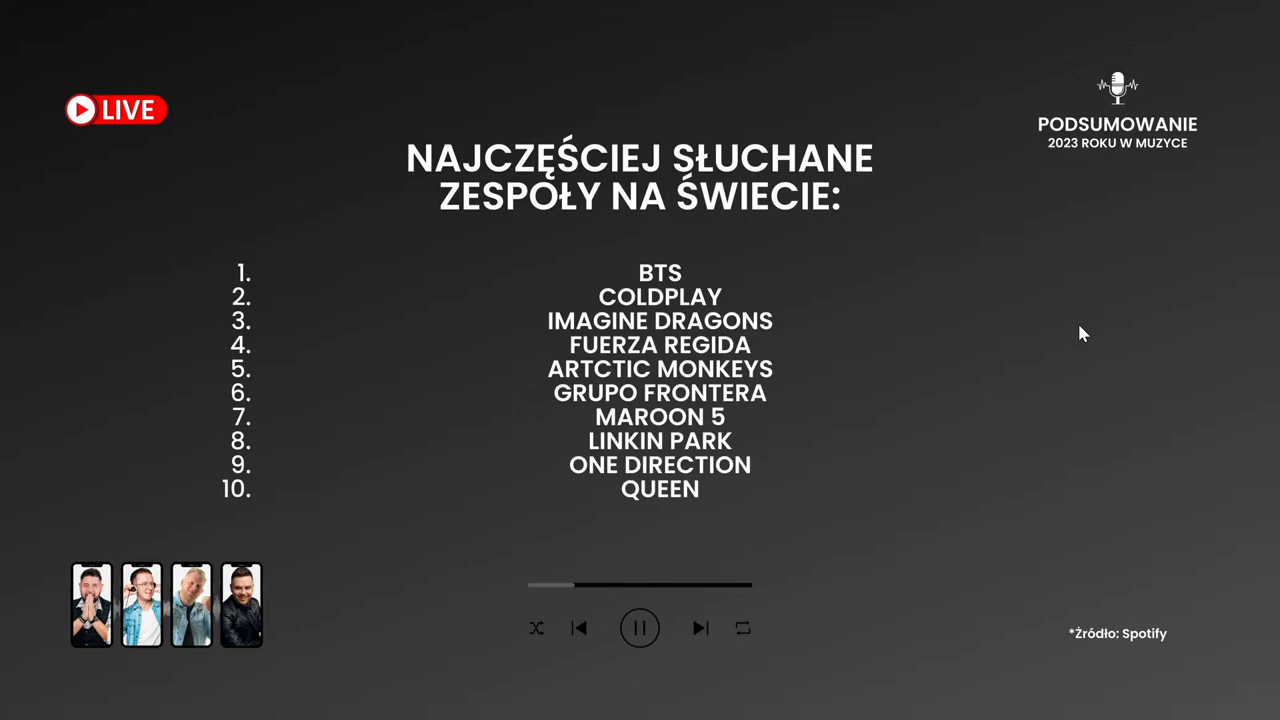 LIVE
PODSUMOWANIE
2023 ROKU W MUZYCE
NAJCZĘŚCIEJ SŁUCHANE
ZESPOŁY NA ŚWIECIE:
1. BTS
2. COLDPLAY
3. IMAGINE DRAGONS
4. FUERZA REGIDA
5. ARTCTIC MONKEYS
6. GRUPO FRONTERA
7. MAROON 5
8. LINKIN PARK
9. ONE DIRECTION
10. QUEEN
*Źródło: Spotify